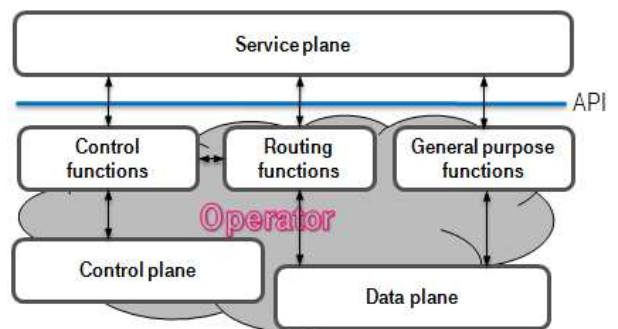 Service plane
API
Control
functions
Routing
functions
General purpose
functions
Operator
Control plane
Data plane